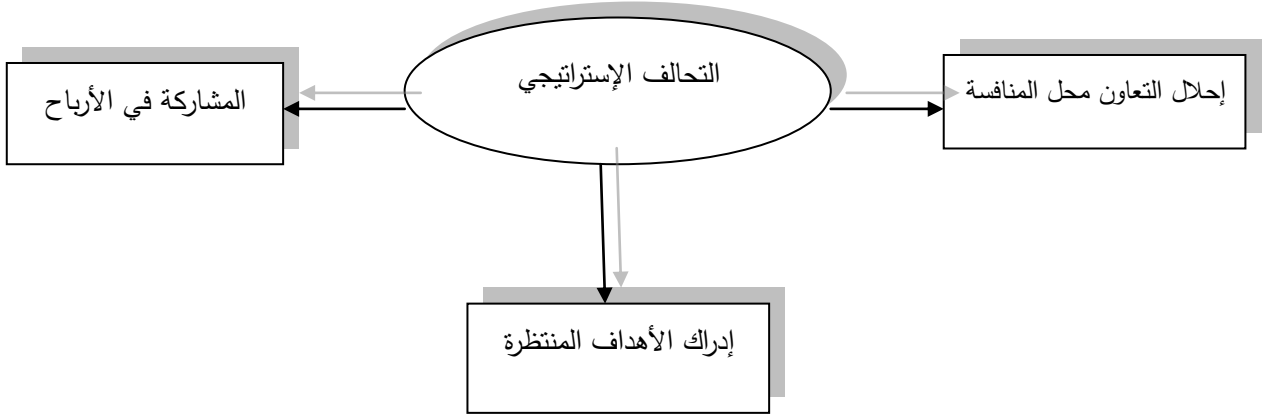 التحالف الإستراتيجي
إحلال التعاون محل المنافسة
المشاركة في الأرباح
إدراك الأهداف المنتظرة